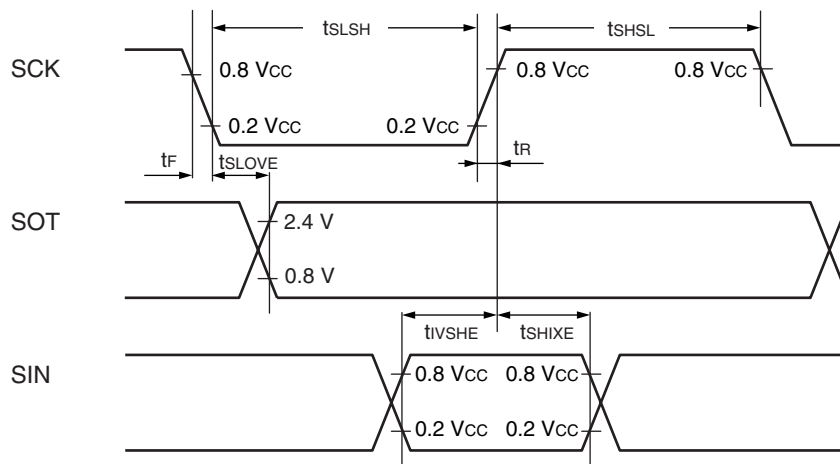 tSLSH
tSHSL
SCK
0.8 VCC
0.8 VCC
0.8 VCC
0.2 VCC
0.2 VCC
tF
tSLOVE
tR
SOT
2.4 V
0.8 V
tIVSHE
tSHIXE
SIN
0.8 VCC
0.8 VCC
0.2 VCC
0.2 VCC